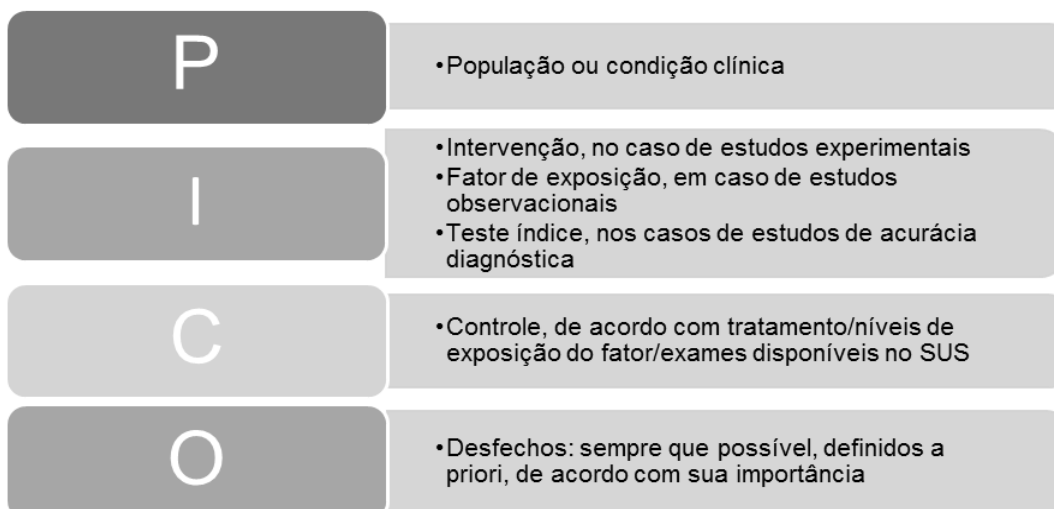 P
•População ou condição clínica
I
•Intervenção, no caso de estudos experimentais
•Fator de exposição, em caso de estudos
observacionais
•Teste índice, nos casos de estudos de acurácia
diagnóstica
C
•Controle, de acordo com tratamento/níveis de
exposição do fator/exames disponíveis no SUS
O
•Desfechos: sempre que possível, definidos a
priori, de acordo com sua importância